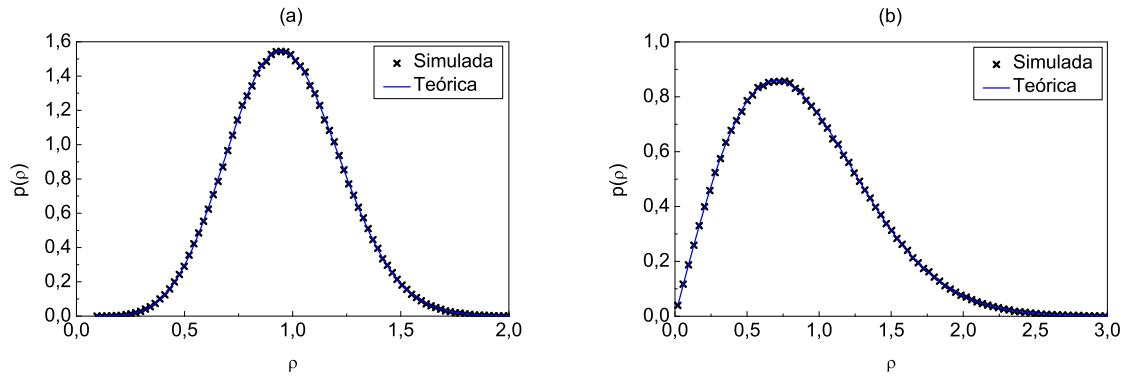 (a)
1,6
1,4
1,2
1,0
0,8
0,6
0,4
0,2
0,0
p(ρ)
Simulada
Teórica
0,0 0,5 1,0 1,5 2,0
ρ
(b)
1,0
0,8
0,6
0,4
0,2
0,0
p(ρ)
Simulada
Teórica
0,0 0,5 1,0 1,5 2,0 2,5 3,0
ρ